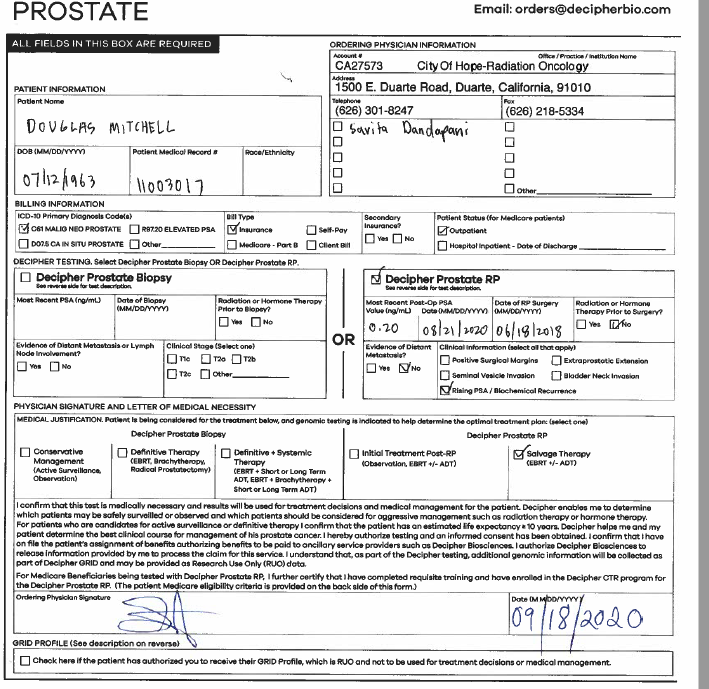 PROSTATE
Email: orders@decipherbio.com
ALL FIELDS IN THIS BOX ARE REQUIRED
ORDERING PHYSICIAN INFORMATION
Account #
Office / Practice / Institution Name
CA27573 City Of Hope-Radiation Oncology
Address
1500 E. Duarte Road, Duarte, California, 91010
PATIENT INFORMATION
Patient Name
DOUGLAS MITCHELL
Telephone
(626) 301-8247
Fax
(626) 218-5334
Savita Dandapani
Other
DOB (MM/DD/YYYY)
07/12/1963
Patient Medical Record #
11003017
Race/Ethnicity
BILLING INFORMATION
ICD-10 Primary Diagnosis Code(s)
C61 MALIG NEO PROSTATE R97.20 ELEVATED PSA
D07.5 CA IN SITU PROSTATE Other
Bill Type
Insurance Self-Pay
Medicare - Part B Client Bill
Secondary
Insurance?
Yes No
Patient Status (for Medicare patients)
Outpatient
Hospital Inpatient - Date of Discharge
DECIPHER TESTING. Select Decipher Prostate Biopsy OR Decipher Prostate RP.
Decipher Prostate Biopsy
See reverse side for test description.
Most Recent PSA (ng/mL)
Date of Biopsy
(MM/DD/YYYY)
Radiation or Hormone Therapy
Prior to Biopsy?
Yes No
Evidence of Distant Metastasis or Lymph
Node Involvement?
Yes No
Clinical Stage (Select one)
T1c T2a T2b
T2c Other
OR
Decipher Prostate RP
See reverse side for test description.
Most Recent Post-Op PSA
Value (ng/mL) Date (MM/DD/YYYY)
0.20 08/21/2020
Date of RP Surgery
(MM/DD/YYYY)
06/18/2018
Radiation or Hormone
Therapy Prior to Surgery?
Yes No
Evidence of Distant
Metastasis?
Yes No
Clinical Information (select all that apply)
Positive Surgical Margins Extraprostatic Extension
Seminal Vesicle Invasion Bladder Neck Invasion
Rising PSA / Biochemical Recurrence
PHYSICIAN SIGNATURE AND LETTER OF MEDICAL NECESSITY
MEDICAL JUSTIFICATION. Patient is being considered for the treatment below, and genomic testing is indicated to help determine the optimal treatment plan: (select one)
Decipher Prostate Biopsy
Decipher Prostate RP
Conservative
Management
(Active Surveillance,
Observation)
Definitive Therapy
(EBRT, Brachytherapy,
Radical Prostatectomy)
Definitive + Systemic
Therapy
(EBRT + Short or Long Term
ADT, EBRT + Brachytherapy +
Short or Long Term ADT)
Initial Treatment Post-RP
(Observation, EBRT +/- ADT)
Salvage Therapy
(EBRT +/- ADT)
I confirm that this test is medically necessary and results will be used for treatment decisions and medical management for the patient. Decipher enables me to determine
which patients may be safely surveilled or observed and which patients should be considered for aggressive management such as radiation therapy or hormone therapy.
For patients who are candidates for active surveillance or definitive therapy I confirm that the patient has an estimated life expectancy ≥ 10 years. Decipher helps me and my
patient determine the best clinical course for management of his prostate cancer. I hereby authorize testing and an informed consent has been obtained. I confirm that I have
on file the patient's assignment of benefits authorizing benefits to be paid to ancillary service providers such as Decipher Biosciences. I authorize Decipher Biosciences to
release information provided by me to process the claim for this service. I understand that, as part of the Decipher testing, additional genomic information will be collected as
part of Decipher GRID and may be provided as Research Use Only (RUO) data.
For Medicare Beneficiaries being tested with Decipher Prostate RP, I further certify that I have completed requisite training and have enrolled in the Decipher CTR program for
the Decipher Prostate RP. (The patient Medicare eligibility criteria is provided on the back side of this form.)
Ordering Physician Signature
Date (MM/DD/YYYY)
09/18/2020
GRID PROFILE (See description on reverse)
Check here if the patient has authorized you to receive their GRID Profile, which is RUO and not to be used for treatment decisions or medical management.